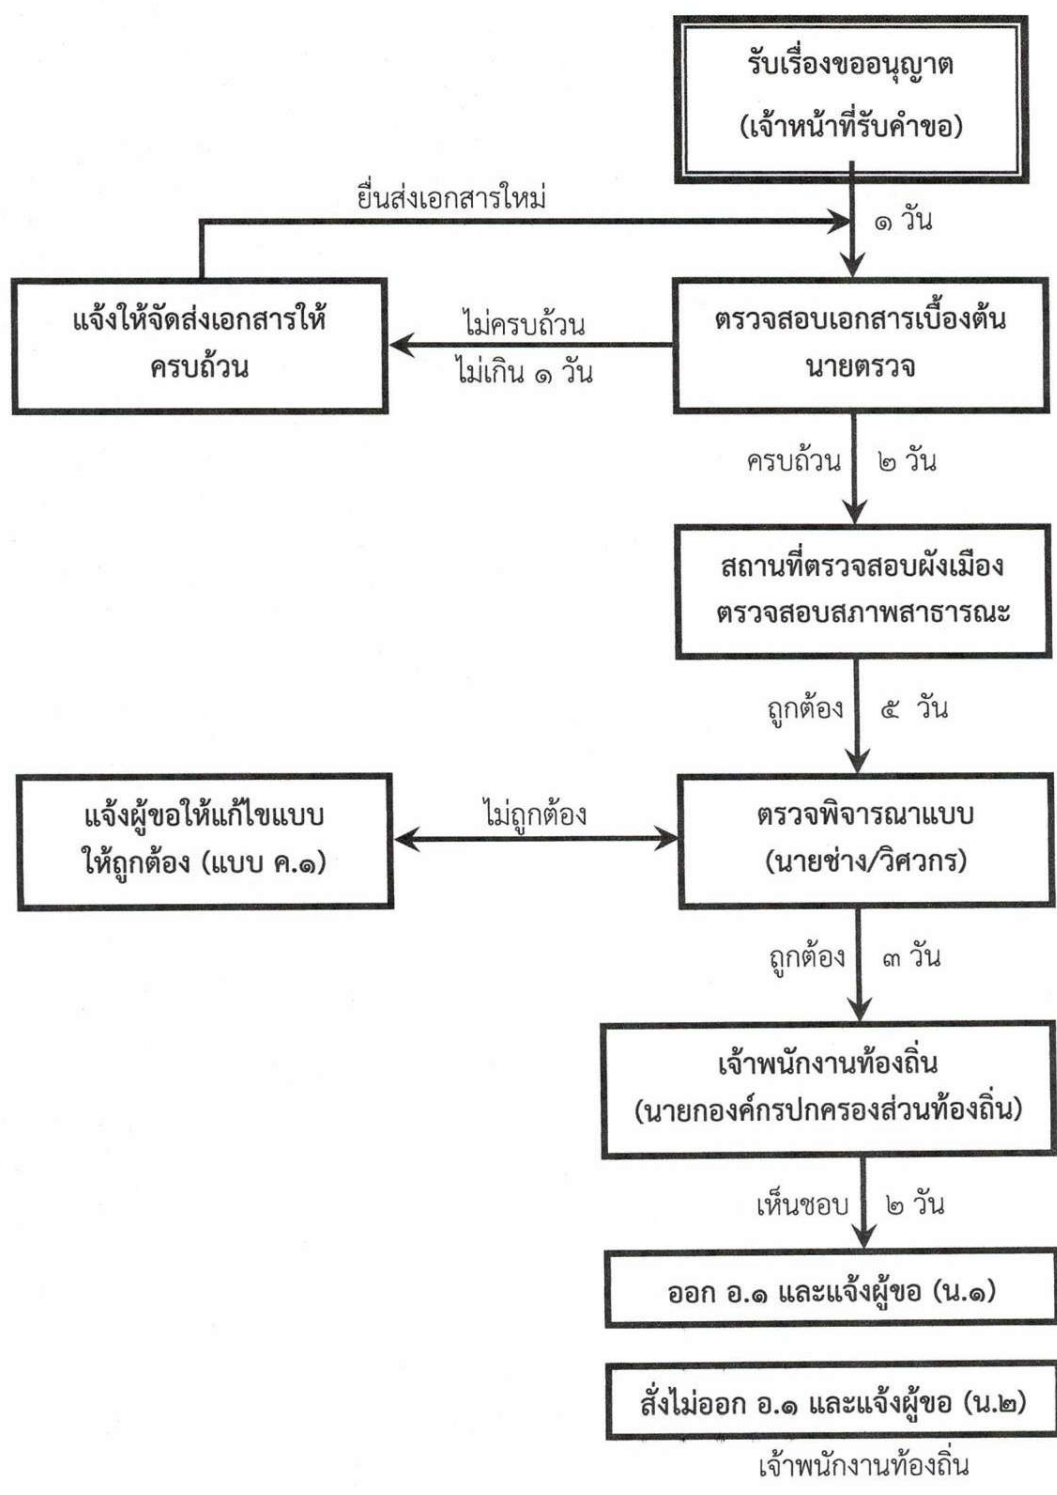 รับเรื่องขออนุญาต
(เจ้าหน้าที่รับคำขอ)
ยื่นส่งเอกสารใหม่
๑ วัน
แจ้งให้จัดส่งเอกสารให้
ครบถ้วน
ไม่ครบถ้วน
ไม่เกิน ๑ วัน
ตรวจสอบเอกสารเบื้องต้น
นายตรวจ
ครบถ้วน ๒ วัน
สถานที่ตรวจสอบผังเมือง
ตรวจสอบสภาพสาธารณะ
ถูกต้อง ๕ วัน
แจ้งผู้ขอให้แก้ไขแบบ
ให้ถูกต้อง (แบบ ค.๑)
ไม่ถูกต้อง
ตรวจพิจารณาแบบ
(นายช่าง/วิศวกร)
ถูกต้อง ๓ วัน
เจ้าพนักงานท้องถิ่น
(นายกองค์กรปกครองส่วนท้องถิ่น)
เห็นชอบ ๒ วัน
ออก อ.๑ และแจ้งผู้ขอ (น.๑)
สั่งไม่ออก อ.๑ และแจ้งผู้ขอ (น.๒)
เจ้าพนักงานท้องถิ่น